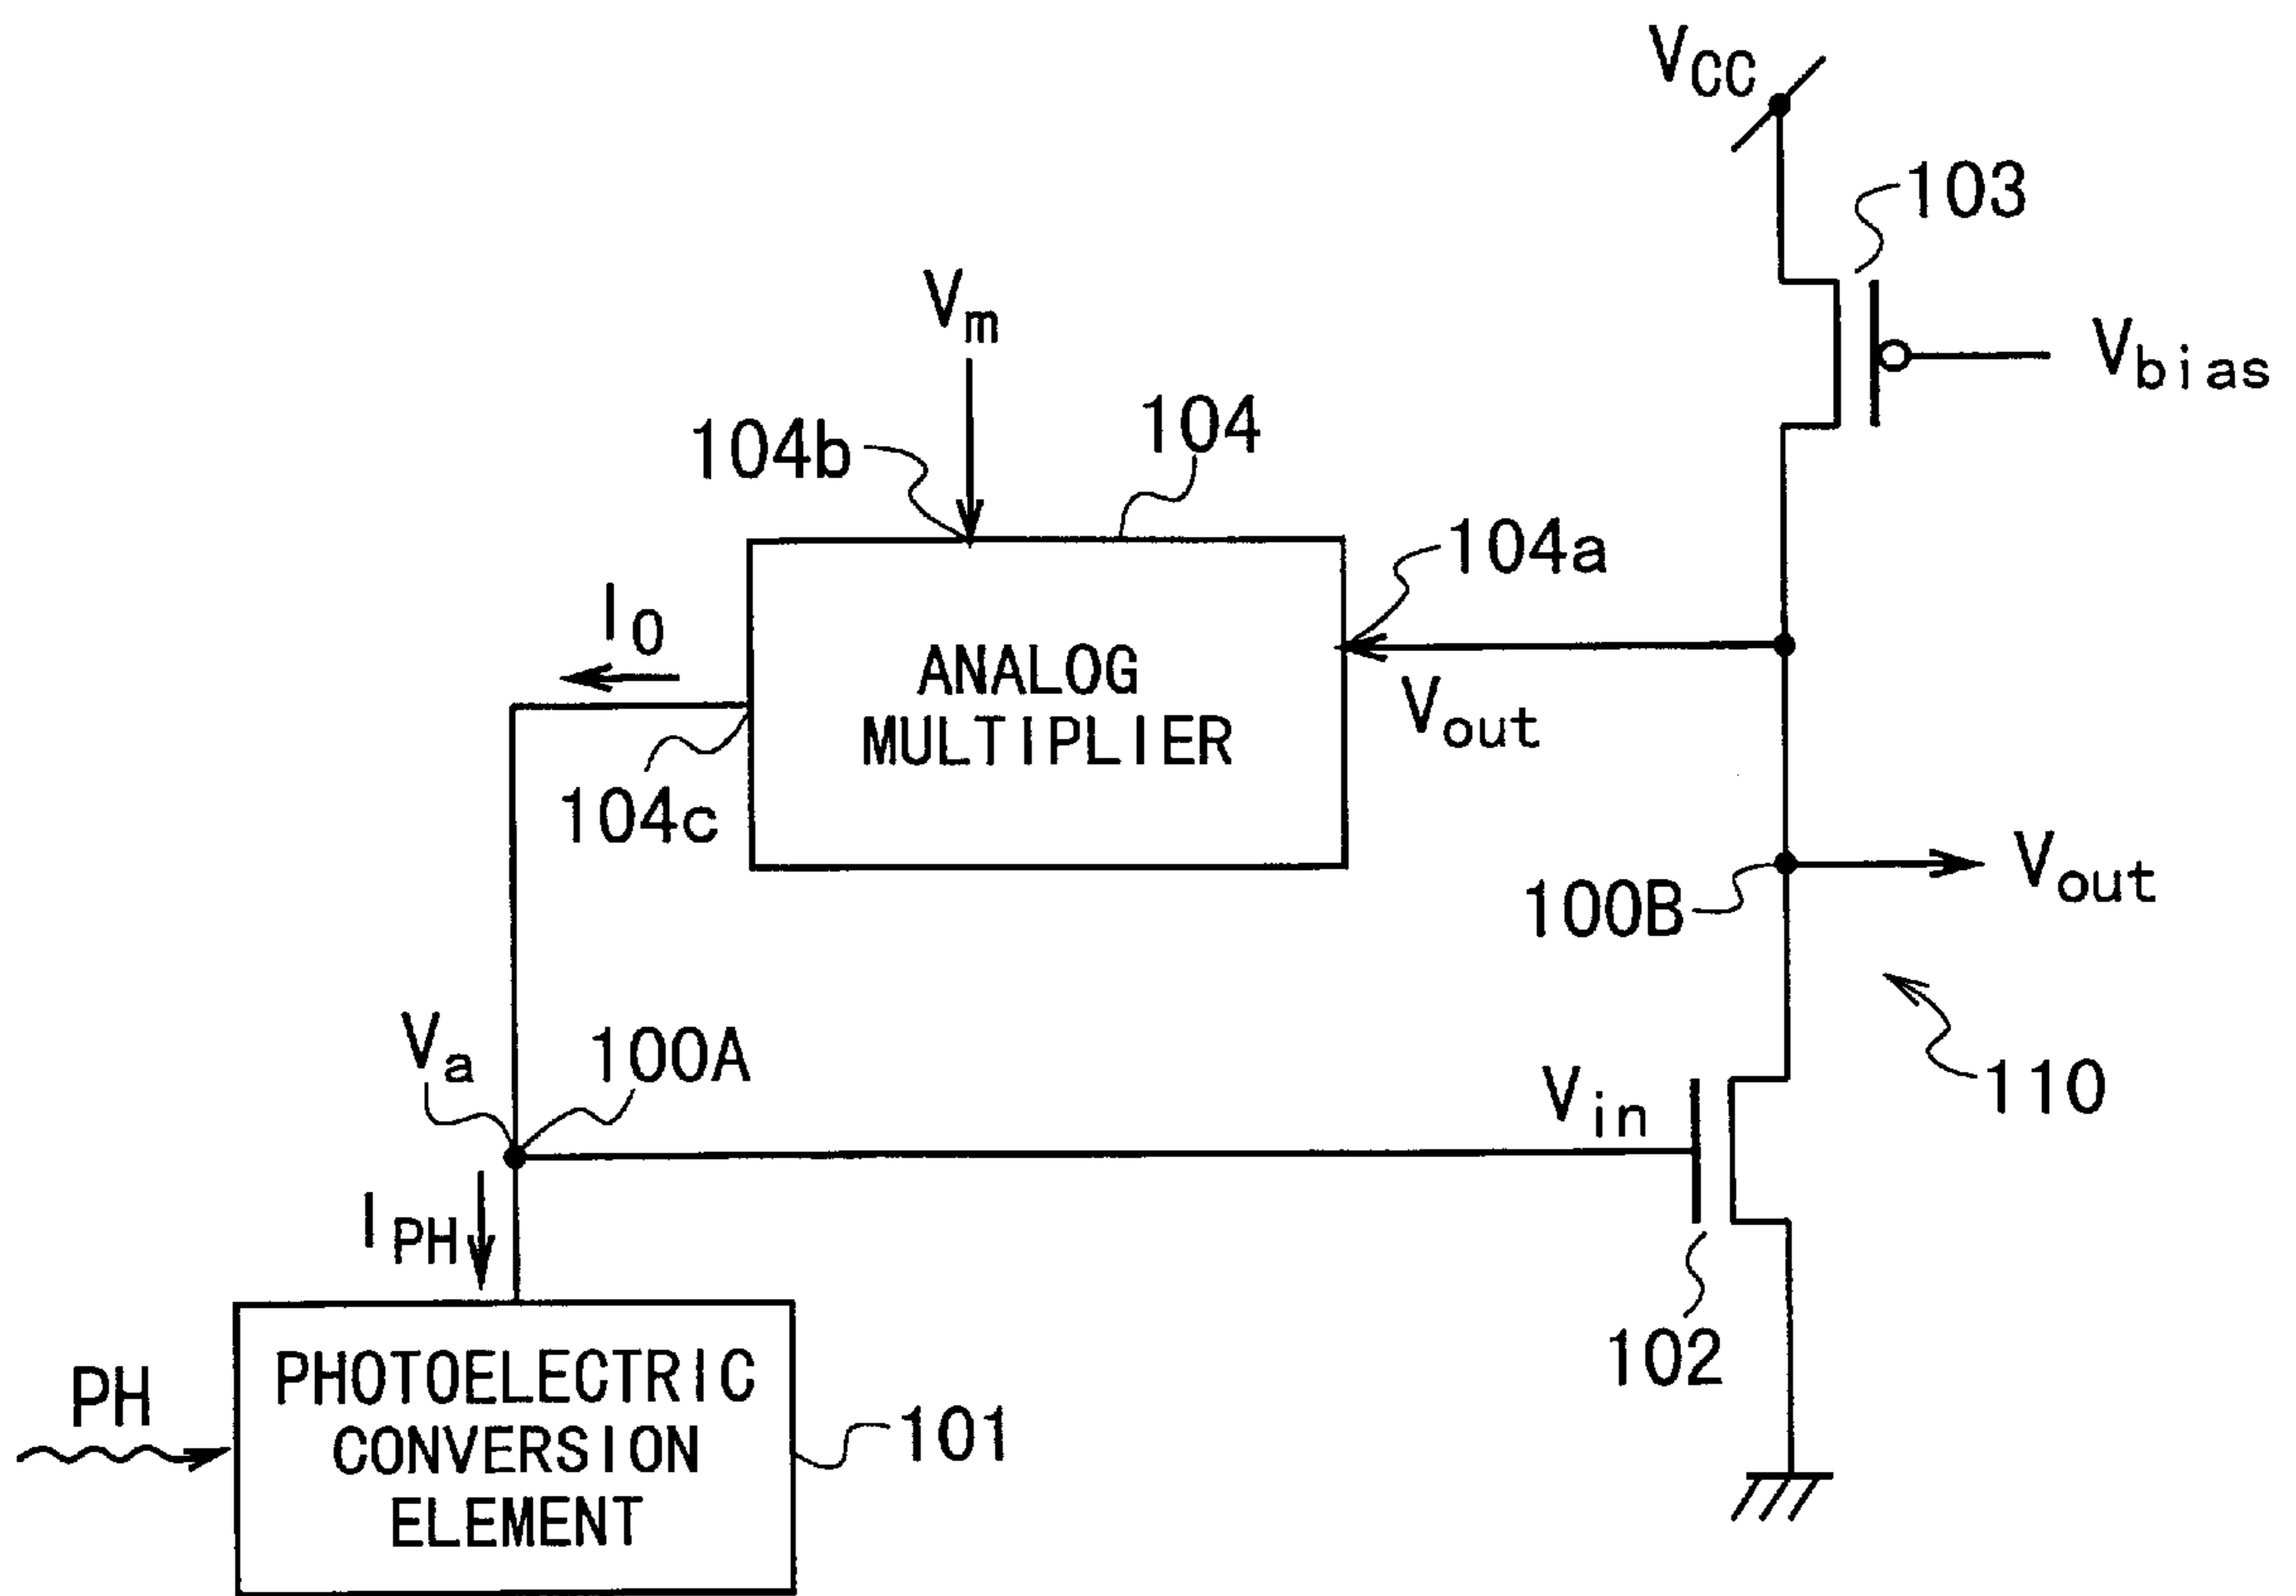 VCC
103
Vm
Vbias
104b
104
104a
IO
ANALOG
MULTIPLIER
Vout
104c
Vout
100B
Va
100A
Vin
110
IPH
102
PH
PHOTOELECTRIC
CONVERSION
ELEMENT
101